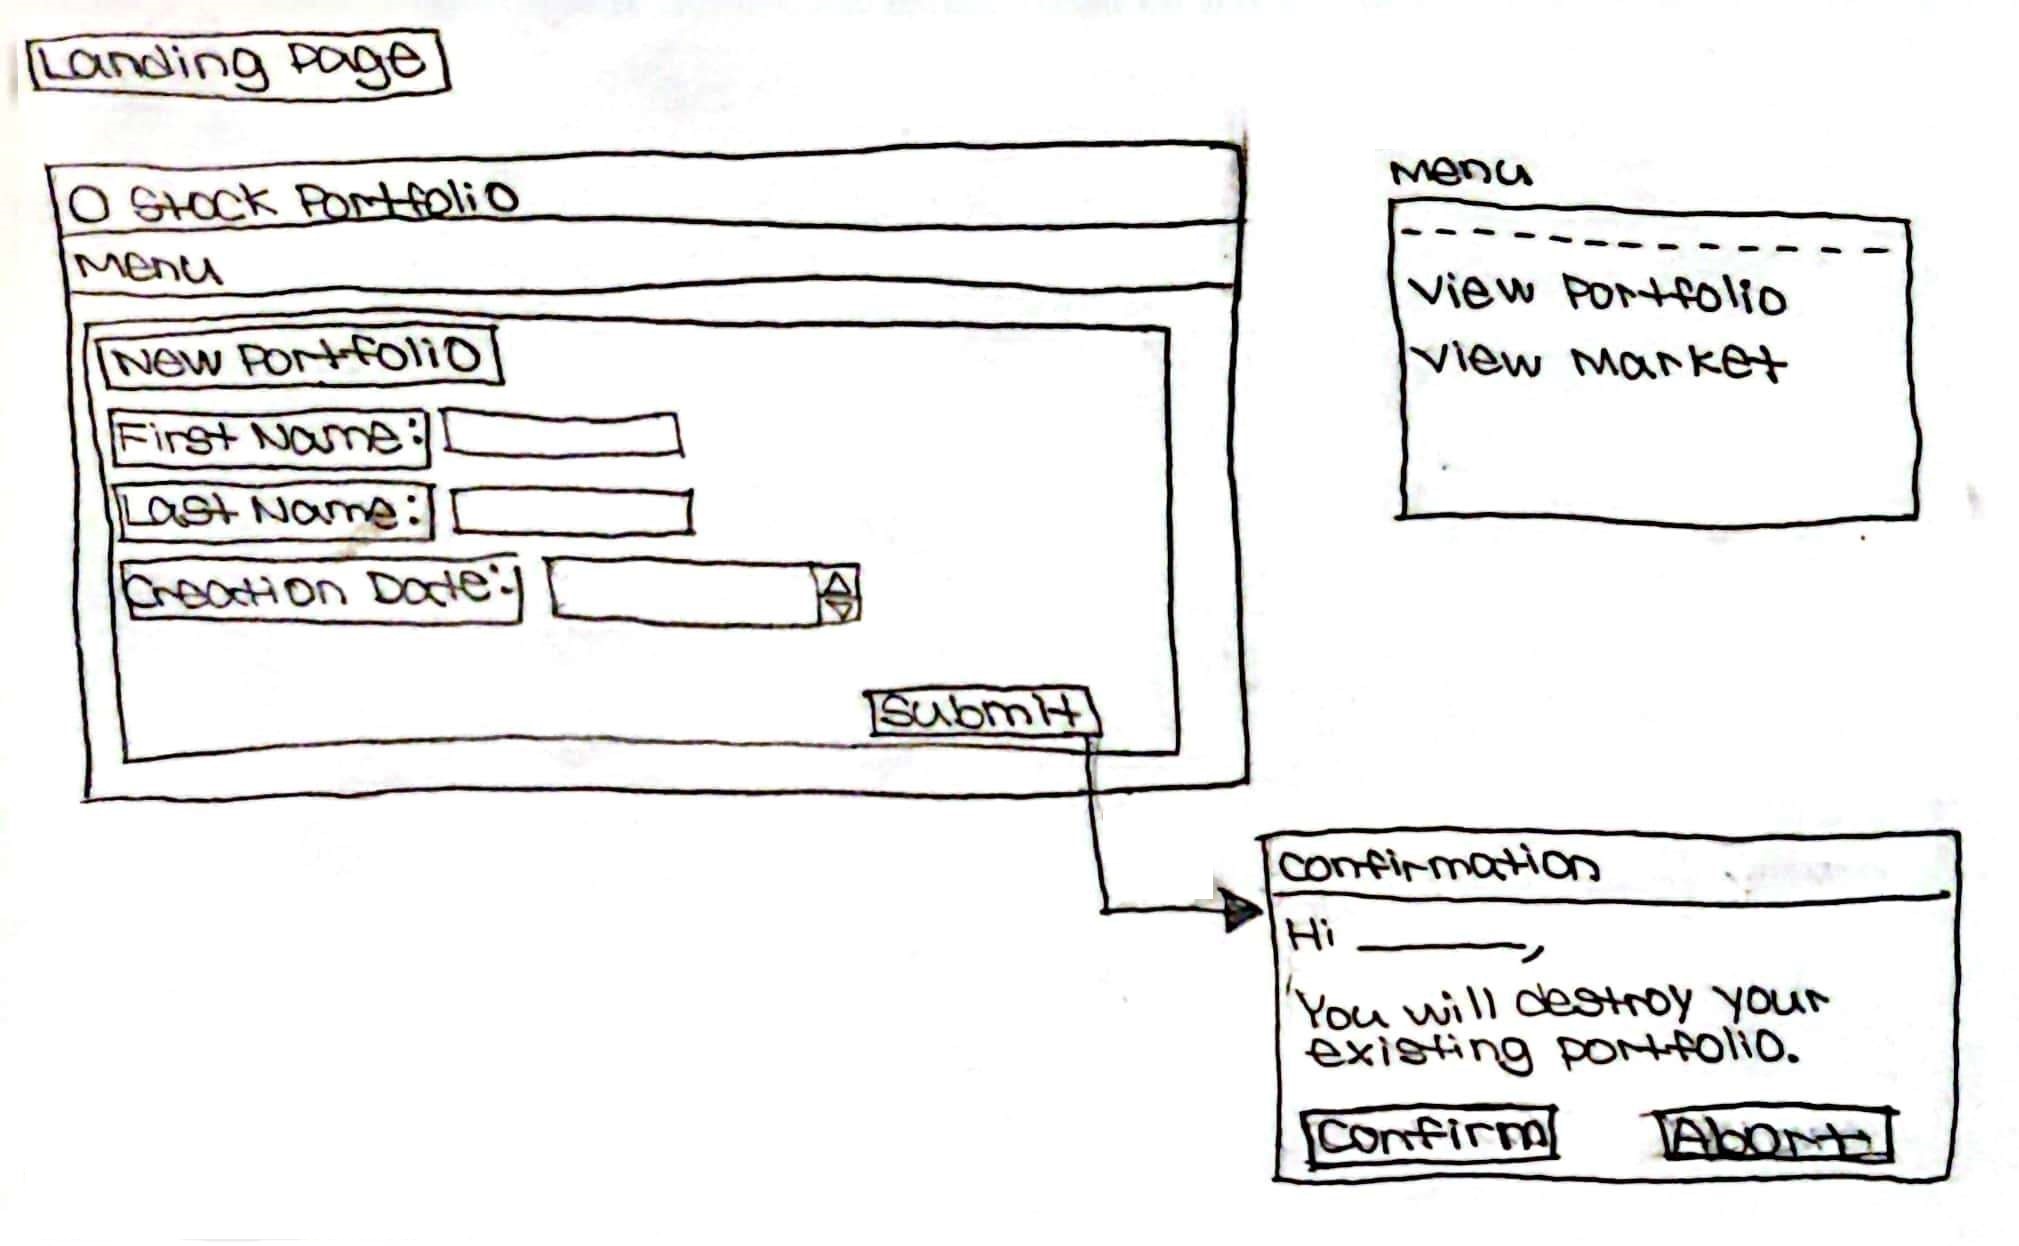 Landing Page
Stock Portfolio
Menu
New Portfolio
First Name:
Last Name:
Creation Date:
Submit
Menu
View Portfolio
View Market
Confirmation
Hi ________,
You will destroy your
existing portfolio.
Confirm
Abort